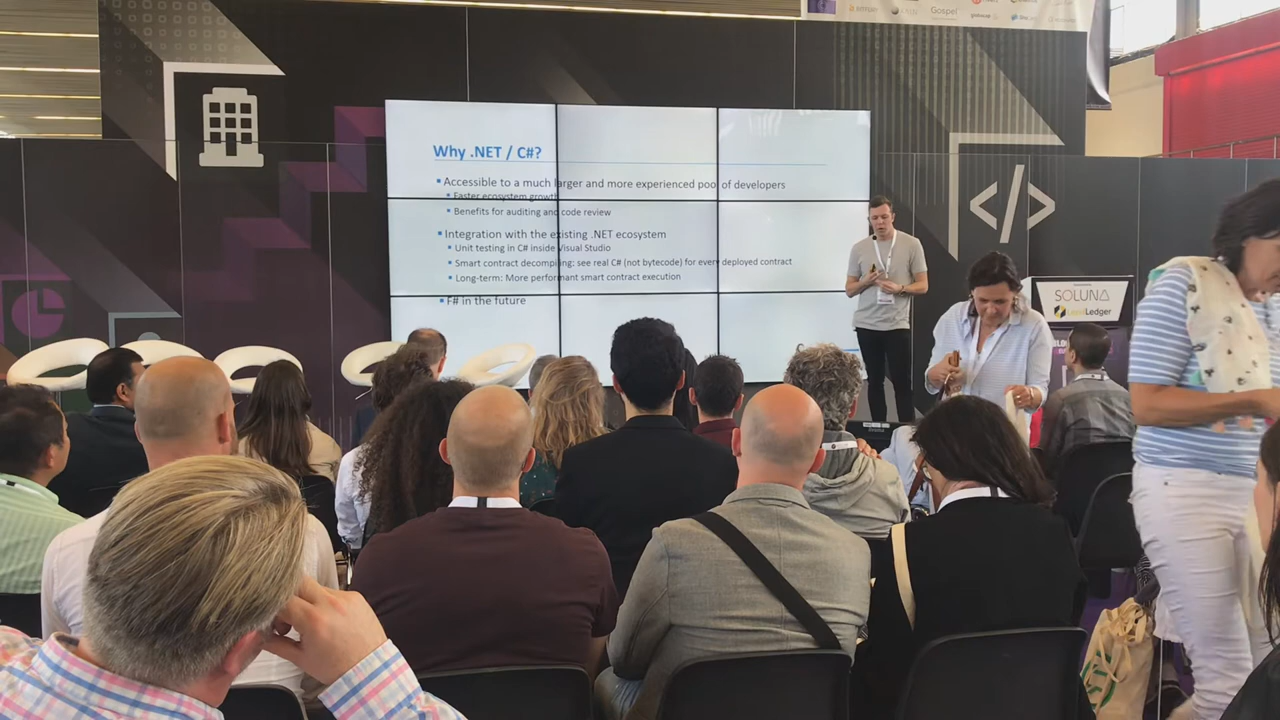 Gospel
Why .NET / C#?
Accessible to a much larger and more experienced pool of developers
Faster ecosystem growth
Benefits for auditing and code review
Integration with the existing .NET ecosystem
Unit testing in C# inside Visual Studio
Smart contract decompiling: see real C# (not bytecode) for every deployed contract
Long-term: More performant smart contract execution
F# in the future
</>
SOLUNA
Ledger